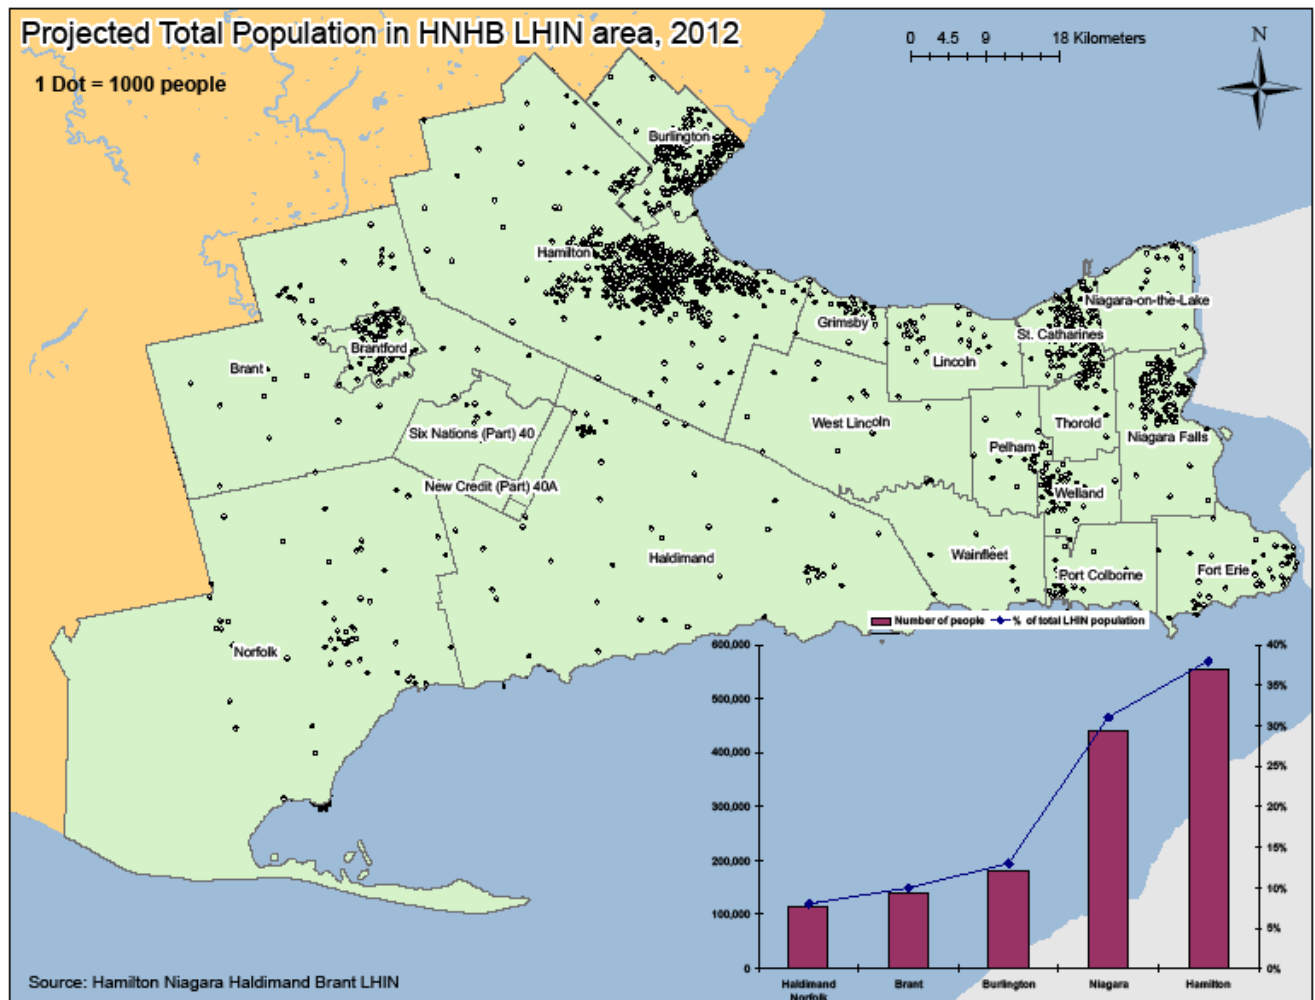 Projected Total Population in HNHB LHIN area, 2012
1 Dot = 1000 people
0 4.5 9 18 Kilometers
N
Burlington
Hamilton
Niagara-on-the-Lake
Grimsby
St. Catharines
Brantford
Lincoln
Brant
West Lincoln
Thorold
Six Nations (Part) 40
Niagara Falls
Pelham
New Credit (Part) 40A
Welland
Haldimand
Wainfleet
Port Colborne
Fort Erie
Norfolk
Number of people % of total LHIN population
600,000 40%
35%
500,000
30%
400,000
25%
300,000 20%
15%
200,000
10%
100,000
5%
0 0%
Haldimand Brant Burlington Niagara Hamilton
Norfolk
Source: Hamilton Niagara Haldimand Brant LHIN